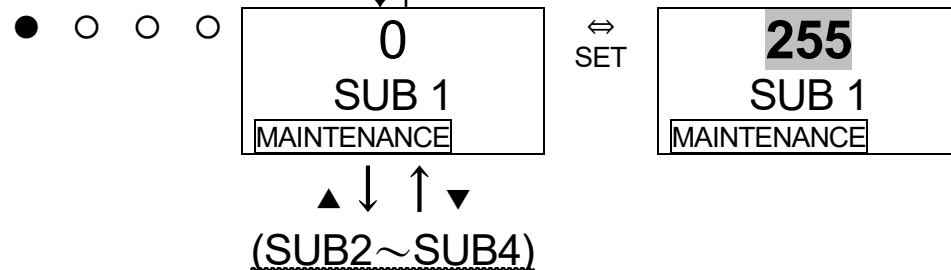 ● ○ ○ ○
0
SUB 1
MAINTENANCE
⇔
SET
255
SUB 1
MAINTENANCE
▲ ↓ ↑ ▼
(SUB2～SUB4)